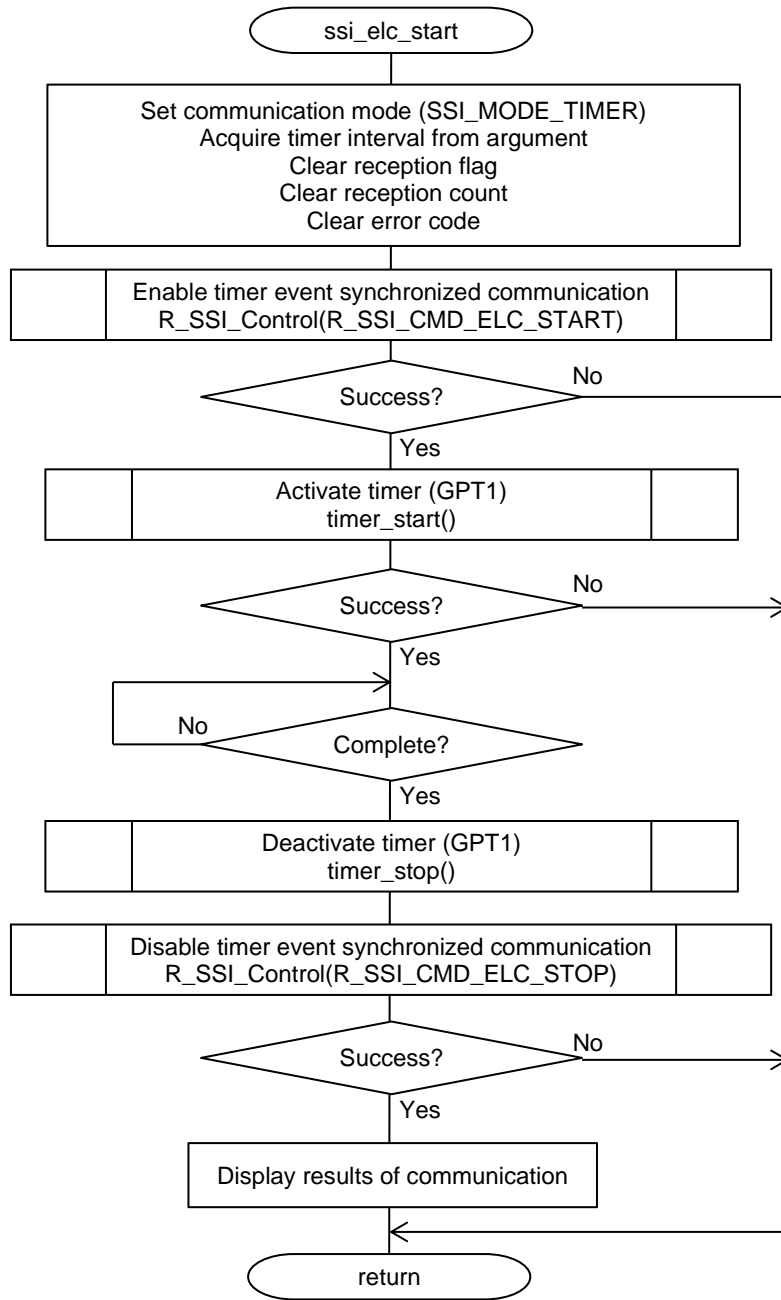 ssi_elc_start
Set communication mode (SSI_MODE_TIMER)
Acquire timer interval from argument
Clear reception flag
Clear reception count
Clear error code
Enable timer event synchronized communication
R_SSI_Control(R_SSI_CMD_ELC_START)
Success?
No
Yes
Activate timer (GPT1)
timer_start()
Success?
No
Yes
No
Complete?
Yes
Deactivate timer (GPT1)
timer_stop()
Disable timer event synchronized communication
R_SSI_Control(R_SSI_CMD_ELC_STOP)
Success?
No
Yes
Display results of communication
return